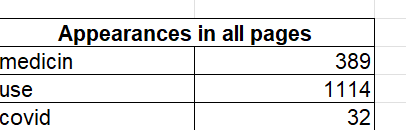 Appearances in all pages
medicin 389
use 1114
covid 32